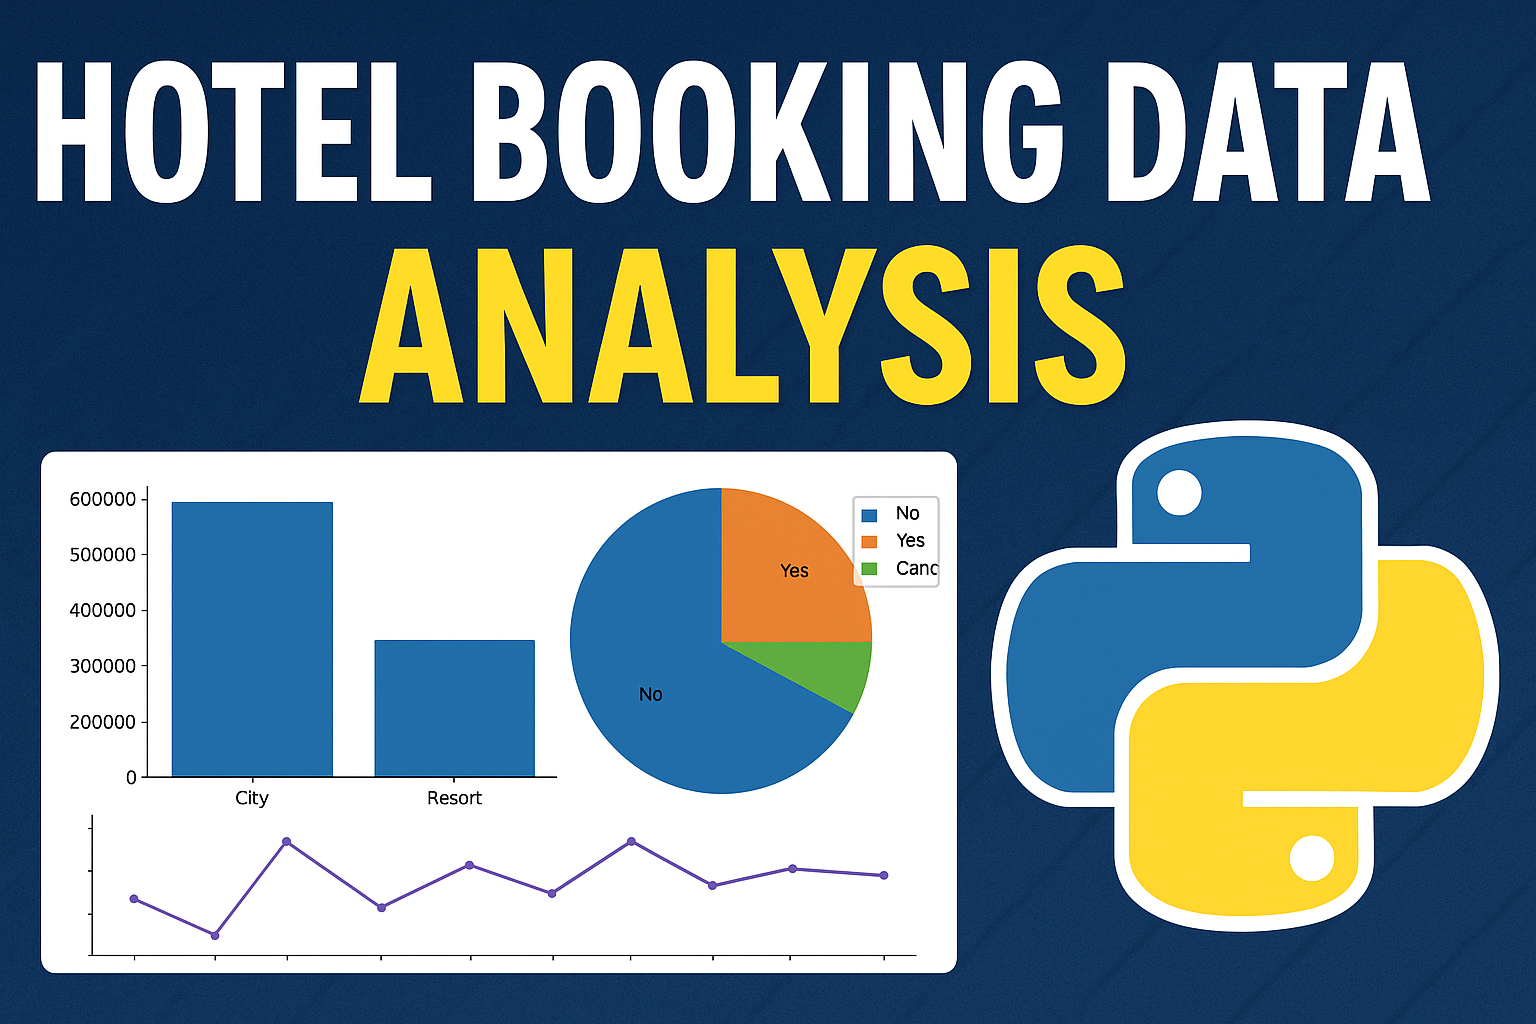 HOTEL BOOKING DATA
ANALYSIS
600000
500000
400000
300000
200000
0
City
Resort
No
Yes
No
Yes
Canc